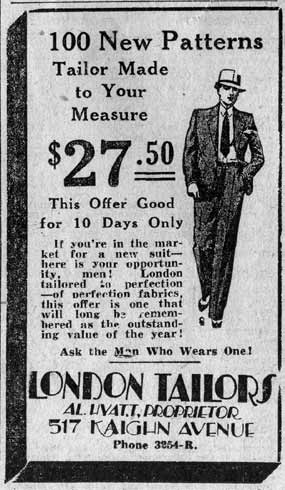 100 New Patterns
Tailor Made
to Your
Measure
$27.50
This Offer Good
for 10 Days Only
If you're in the mar-
ket for a new suit—
here is your opportun-
ity, men! London
tailored to perfection
—of perfection fabrics,
this offer is one that
will long be remem-
bered as the outstand-
ing value of the year!
Ask the Man Who Wears One!
LONDON TAILORS
AL. HYATT, PROPRIETOR
517 KAIGHN AVENUE
Phone 3254-R.